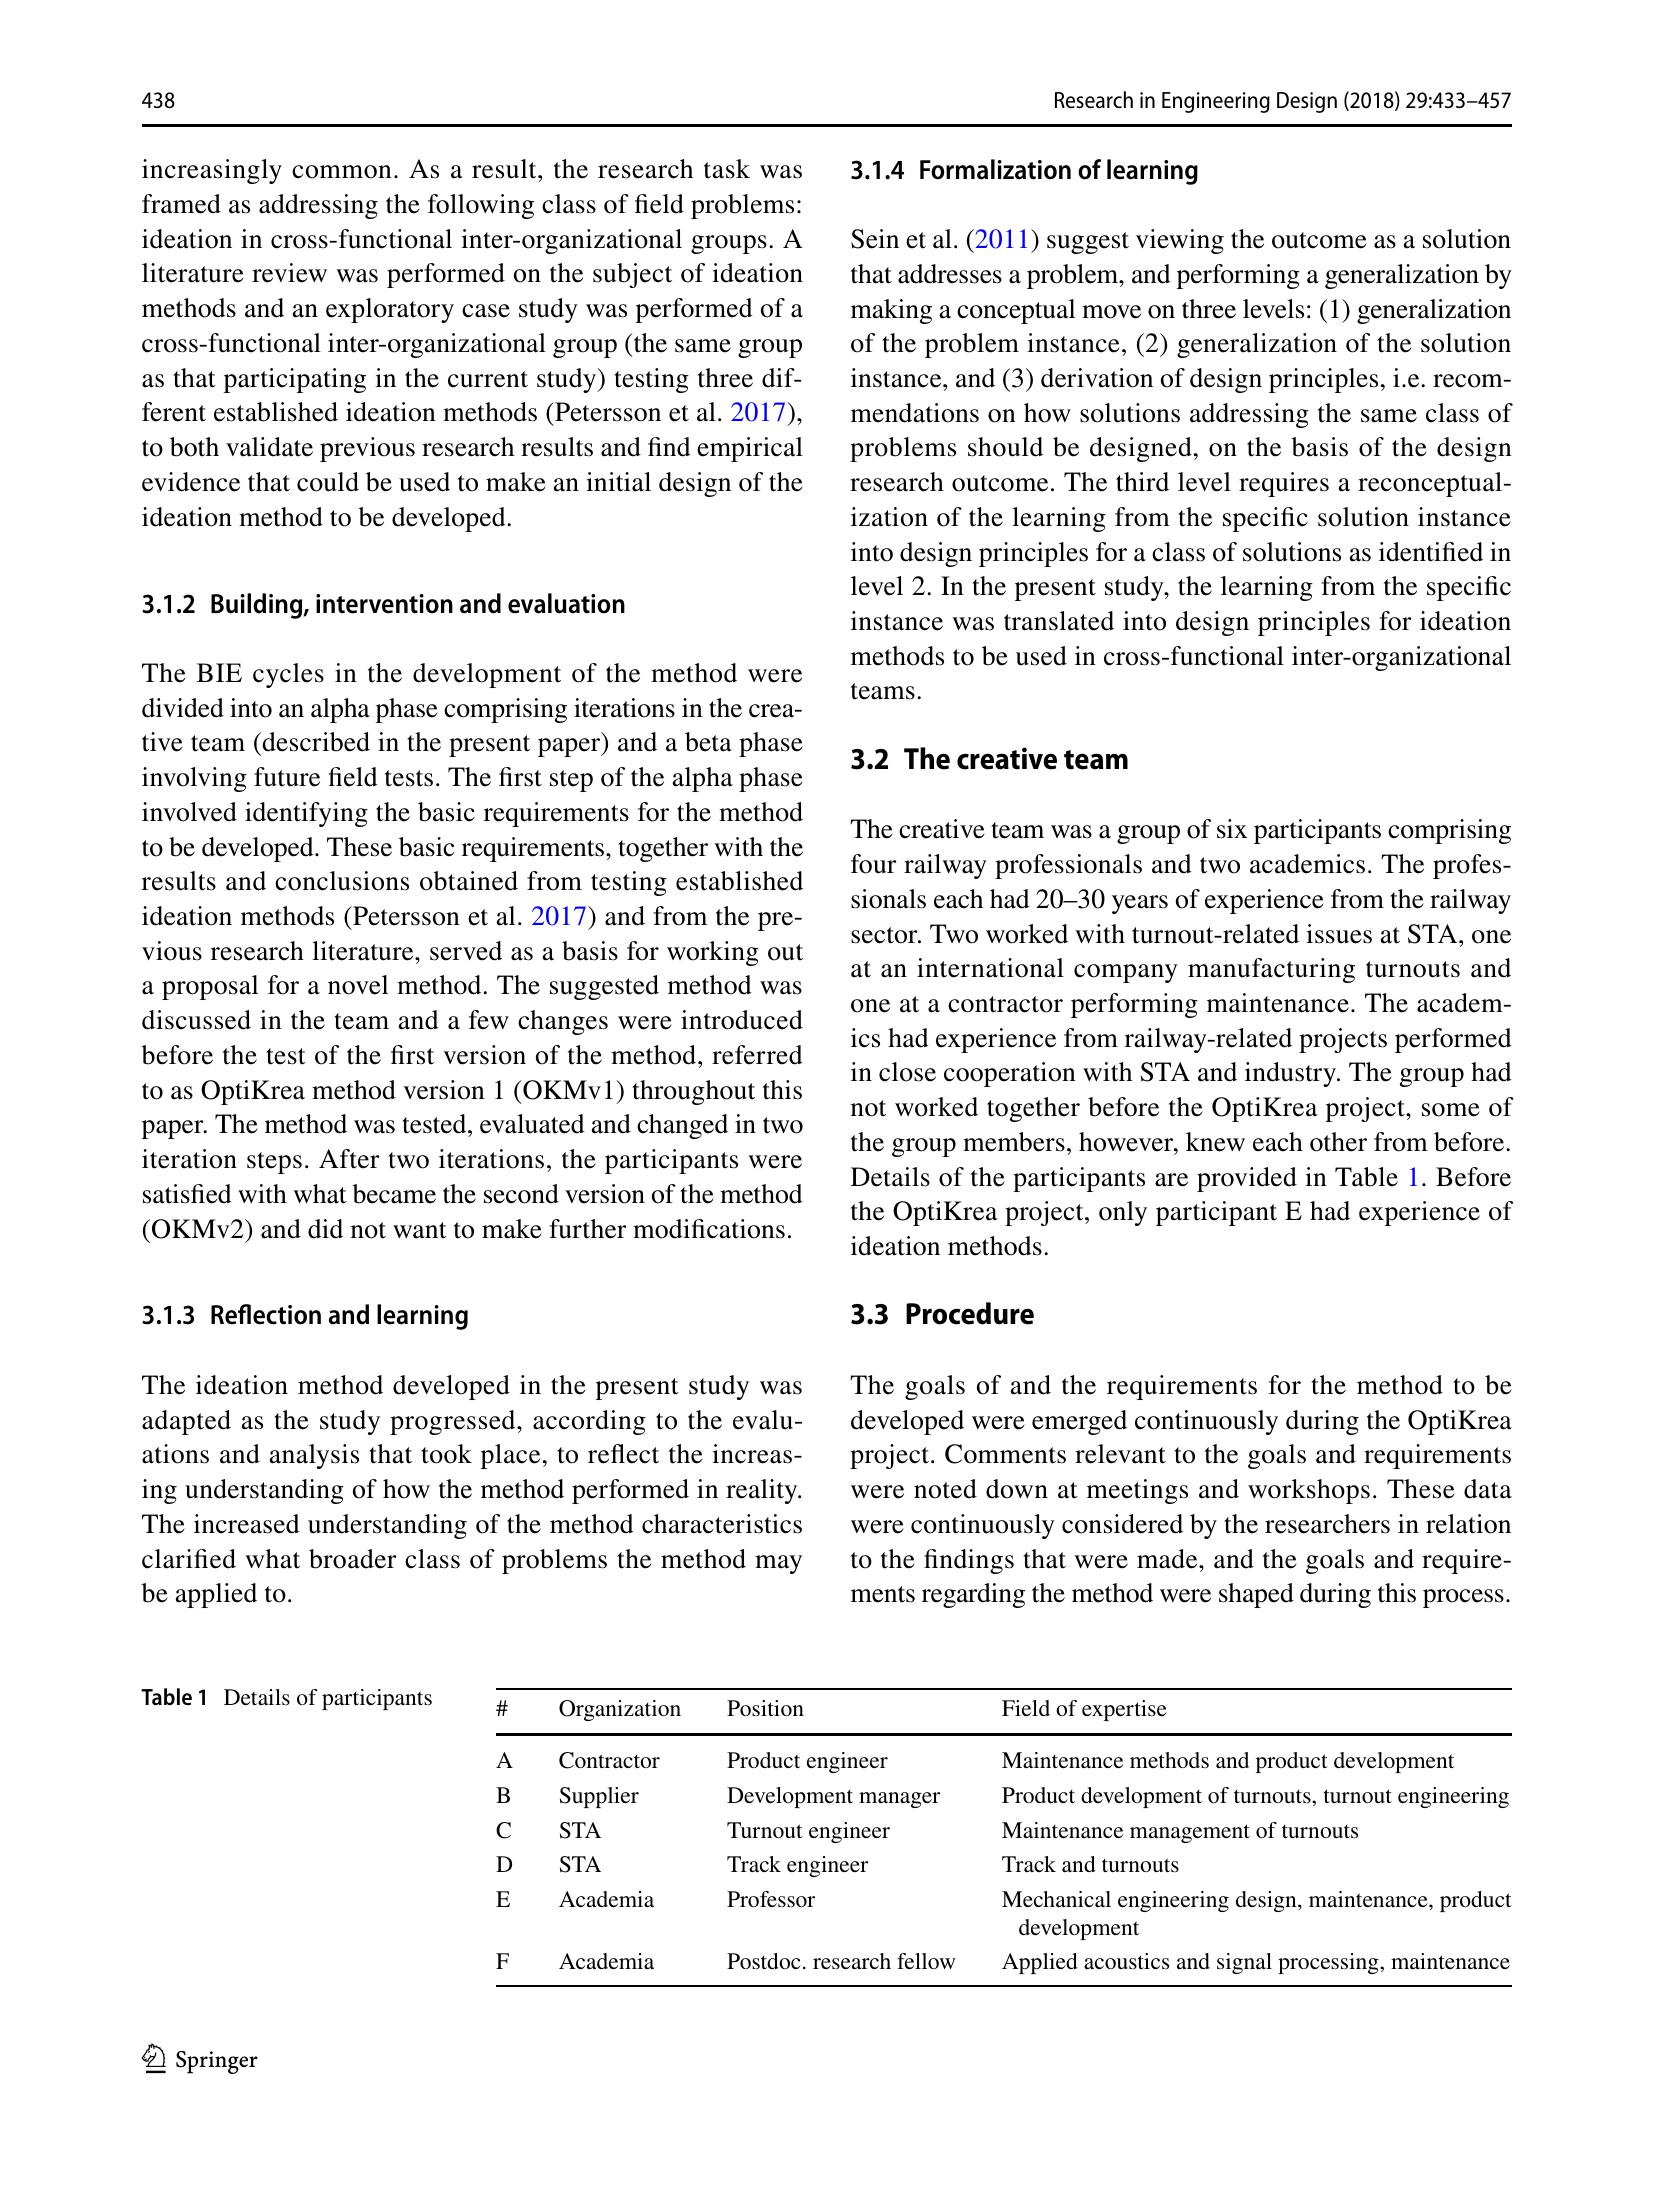 438
Research in Engineering Design (2018) 29:433–457
increasingly common. As a result, the research task was
framed as addressing the following class of field problems:
ideation in cross-functional inter-organizational groups. A
literature review was performed on the subject of ideation
methods and an exploratory case study was performed of a
cross-functional inter-organizational group (the same group
as that participating in the current study) testing three dif-
ferent established ideation methods (Petersson et al. 2017),
to both validate previous research results and find empirical
evidence that could be used to make an initial design of the
ideation method to be developed.
3.1.2 Building, intervention and evaluation
The BIE cycles in the development of the method were
divided into an alpha phase comprising iterations in the crea-
tive team (described in the present paper) and a beta phase
involving future field tests. The first step of the alpha phase
involved identifying the basic requirements for the method
to be developed. These basic requirements, together with the
results and conclusions obtained from testing established
ideation methods (Petersson et al. 2017) and from the pre-
vious research literature, served as a basis for working out
a proposal for a novel method. The suggested method was
discussed in the team and a few changes were introduced
before the test of the first version of the method, referred
to as OptiKrea method version 1 (OKMv1) throughout this
paper. The method was tested, evaluated and changed in two
iteration steps. After two iterations, the participants were
satisfied with what became the second version of the method
(OKMv2) and did not want to make further modifications.
3.1.3 Reflection and learning
The ideation method developed in the present study was
adapted as the study progressed, according to the evalu-
ations and analysis that took place, to reflect the increas-
ing understanding of how the method performed in reality.
The increased understanding of the method characteristics
clarified what broader class of problems the method may
be applied to.
3.1.4 Formalization of learning
Sein et al. (2011) suggest viewing the outcome as a solution
that addresses a problem, and performing a generalization by
making a conceptual move on three levels: (1) generalization
of the problem instance, (2) generalization of the solution
instance, and (3) derivation of design principles, i.e. recom-
mendations on how solutions addressing the same class of
problems should be designed, on the basis of the design
research outcome. The third level requires a reconceptual-
ization of the learning from the specific solution instance
into design principles for a class of solutions as identified in
level 2. In the present study, the learning from the specific
instance was translated into design principles for ideation
methods to be used in cross-functional inter-organizational
teams.
3.2 The creative team
The creative team was a group of six participants comprising
four railway professionals and two academics. The profes-
sionals each had 20–30 years of experience from the railway
sector. Two worked with turnout-related issues at STA, one
at an international company manufacturing turnouts and
one at a contractor performing maintenance. The academ-
ics had experience from railway-related projects performed
in close cooperation with STA and industry. The group had
not worked together before the OptiKrea project, some of
the group members, however, knew each other from before.
Details of the participants are provided in Table 1. Before
the OptiKrea project, only participant E had experience of
ideation methods.
3.3 Procedure
The goals of and the requirements for the method to be
developed were emerged continuously during the OptiKrea
project. Comments relevant to the goals and requirements
were noted down at meetings and workshops. These data
were continuously considered by the researchers in relation
to the findings that were made, and the goals and require-
ments regarding the method were shaped during this process.
Table 1 Details of participants
# Organization Position Field of expertise
A Contractor Product engineer Maintenance methods and product development
B Supplier Development manager Product development of turnouts, turnout engineering
C STA Turnout engineer Maintenance management of turnouts
D STA Track engineer Track and turnouts
E Academia Professor Mechanical engineering design, maintenance, product
development
F Academia Postdoc. research fellow Applied acoustics and signal processing, maintenance
Springer